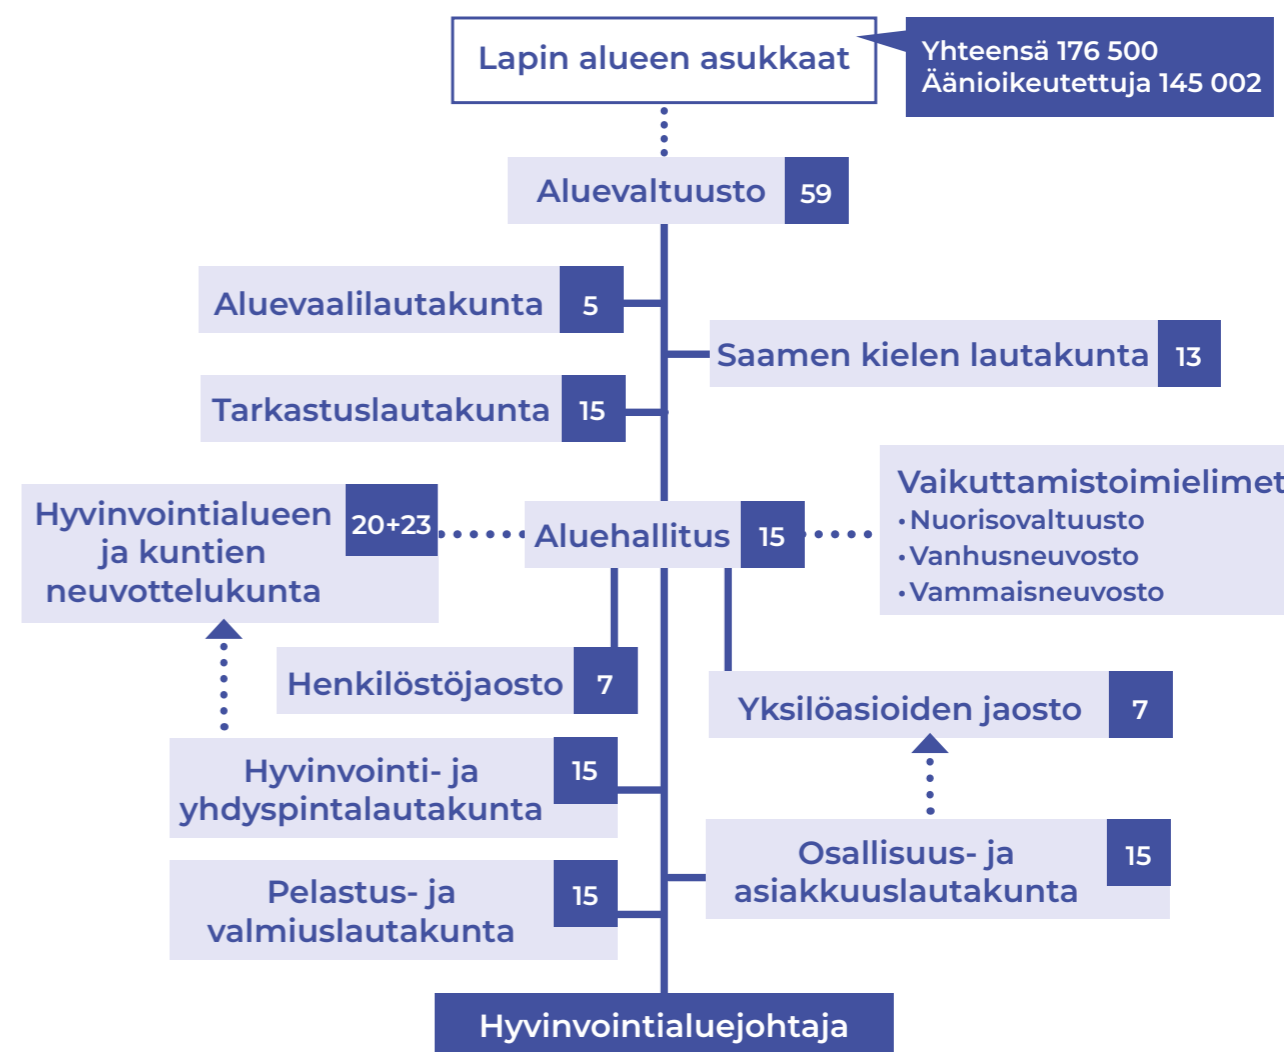 Lapin alueen asukkaat
Yhteensä 176 500
Äänioikeutettuja 145 002
Aluevaltuusto 59
Aluevaalilautakunta 5
Saamen kielen lautakunta 13
Tarkastuslautakunta 15
Hyvinvointialueen
ja kuntien
neuvottelukunta
20+23
Aluehallitus 15
Vaikuttamistoimielimet
• Nuorisovaltuusto
• Vanhusneuvosto
• Vammaisneuvosto
Henkilöstöjaosto 7
Yksilöasioiden jaosto 7
Hyvinvointi- ja
yhdyspintalautakunta
15
Osallisuus- ja
asiakkuuslautakunta
15
Pelastus- ja
valmiuslautakunta
15
Hyvinvointialuejohtaja